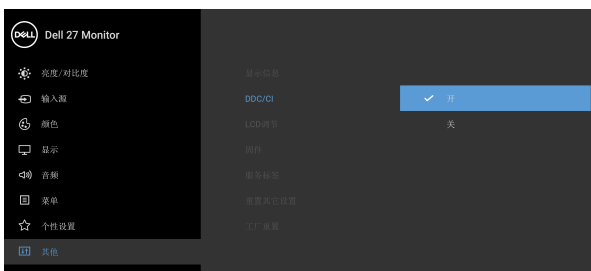 DELL Dell 27 Monitor
亮度/对比度
输入源
颜色
显示
音频
菜单
个性设置
其他
显示信息
DDC/CI
LCD调节
固件
服务标签
重置其它设置
工厂重置
开
关